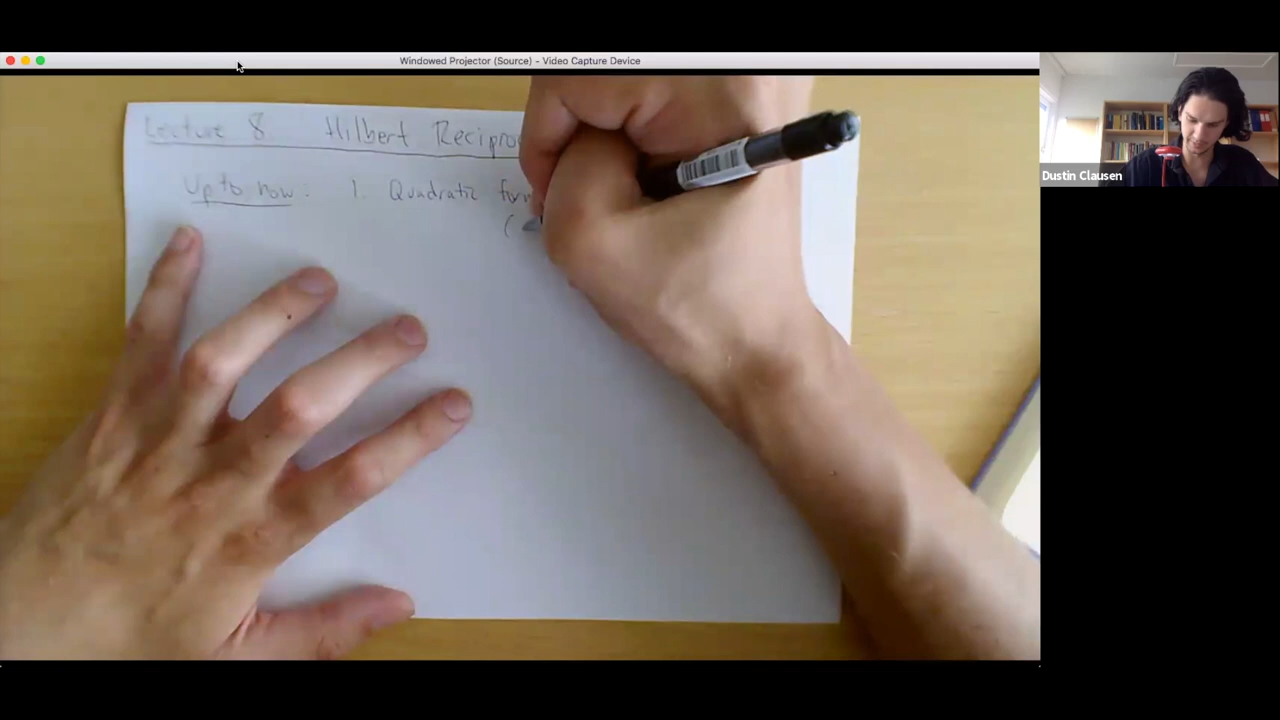 Windowed Projector (Source) - Video Capture Device
Dustin Clausen
Lecture 8 Hilbert Recipro
Up to now: 1. Quadratic form
(